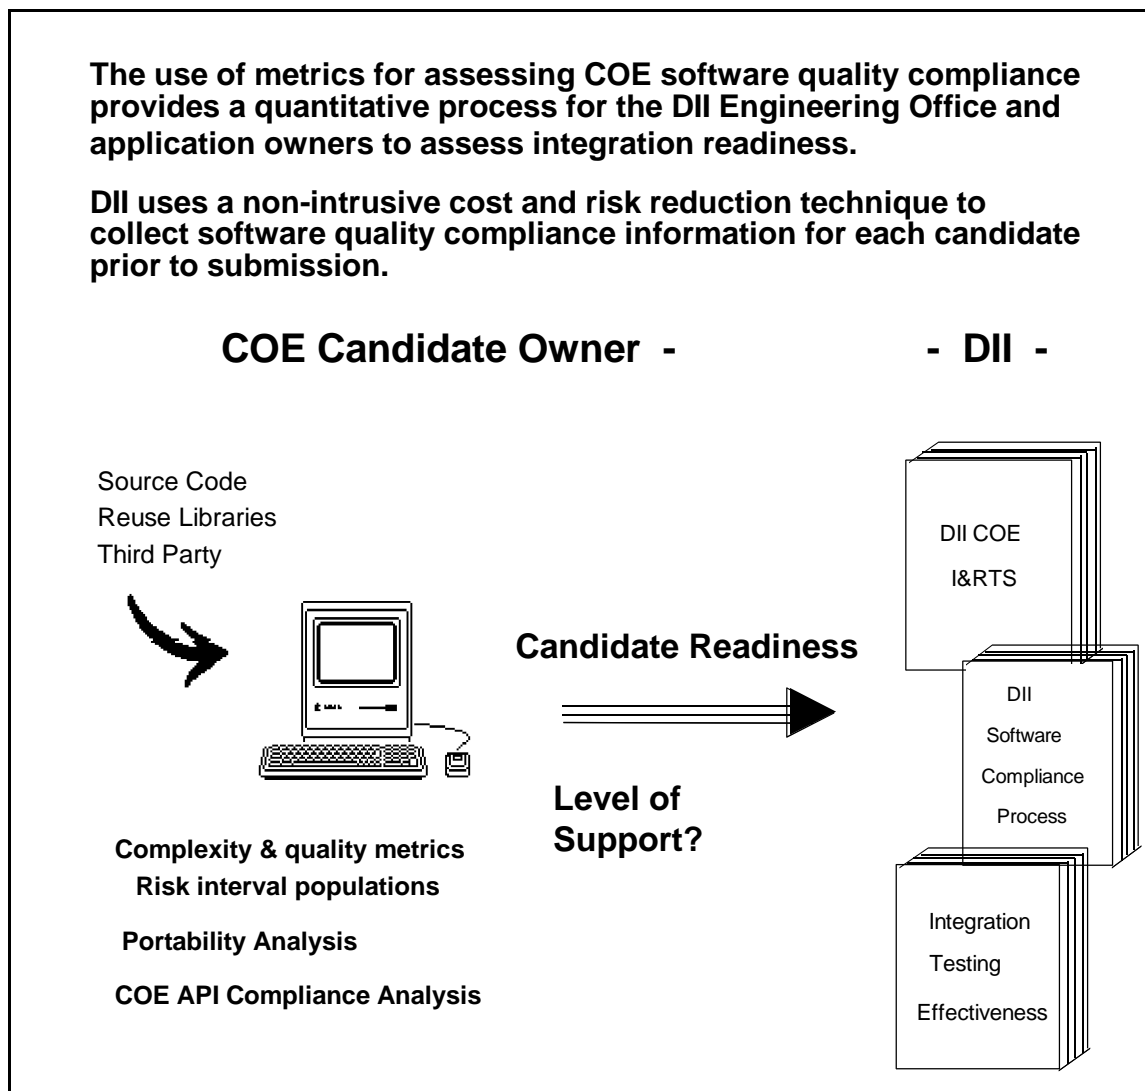 The use of metrics for assessing COE software quality compliance
provides a quantitative process for the DII Engineering Office and
application owners to assess integration readiness.
DII uses a non-intrusive cost and risk reduction technique to
collect software quality compliance information for each candidate
prior to submission.
COE Candidate Owner - - DII -
Source Code
Reuse Libraries
Third Party
DII COE
I&RTS
Candidate Readiness
DII
Software
Compliance
Process
Level of
Support?
Complexity & quality metrics
Risk interval populations
Portability Analysis
COE API Compliance Analysis
Integration
Testing
Effectiveness